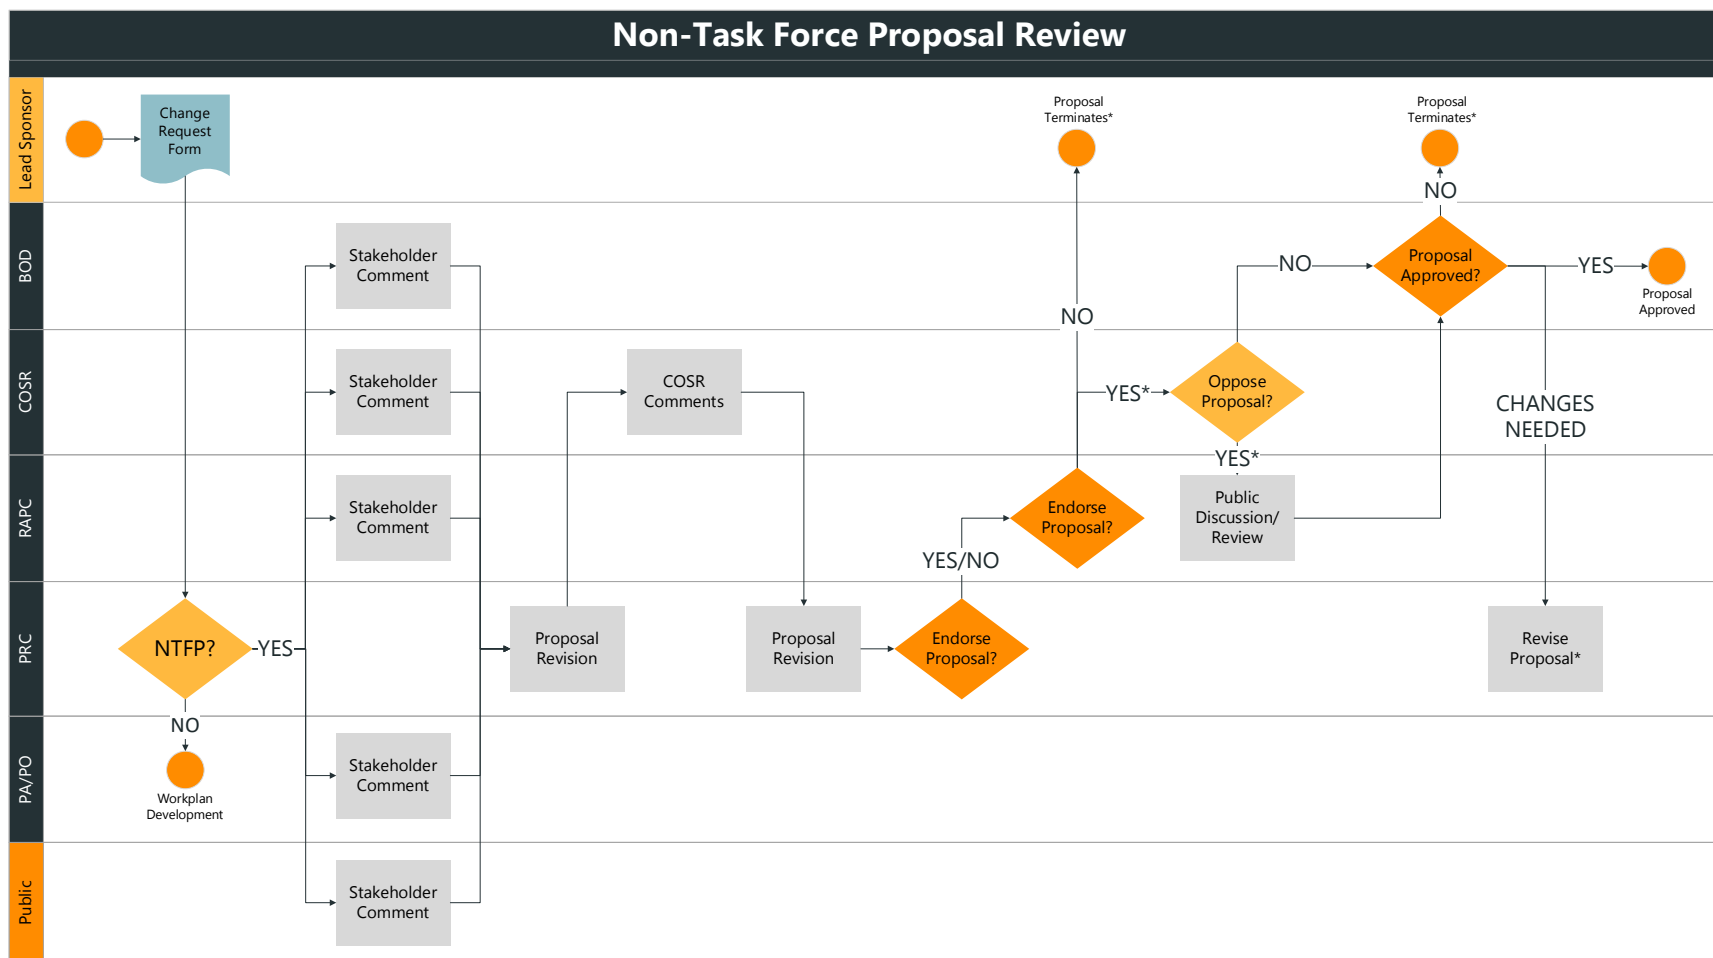 Non-Task Force Proposal Review
Lead Sponsor
Change
Request
Form
Proposal
Terminates*
Proposal
Terminates*
NO
BOD
Stakeholder
Comment
NO
Proposal
Approved?
YES
Proposal
Approved
NO
COSR
Stakeholder
Comment
COSR
Comments
YES*
Oppose
Proposal?
CHANGES
NEEDED
YES*
RAPC
Stakeholder
Comment
Endorse
Proposal?
Public
Discussion/
Review
YES/NO
PRC
NTFP?
YES
Proposal
Revision
Proposal
Revision
Endorse
Proposal?
Revise
Proposal*
NO
PA/PO
Workplan
Development
Stakeholder
Comment
Public
Stakeholder
Comment